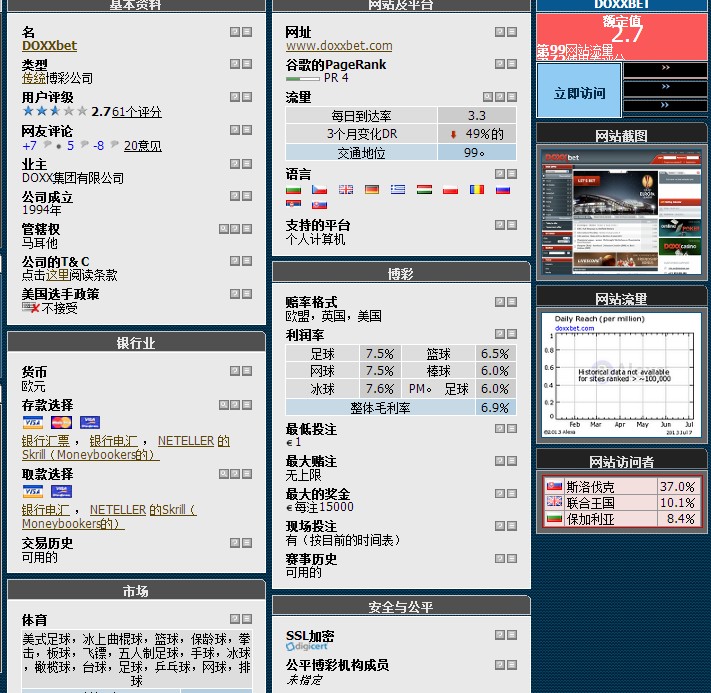 基本资料
名
DOXXbet
类型
传统博彩公司
用户评级
2.7 61个评分
网友评论
+7 • 5 -8 20意见
业主
DOXX集团有限公司
公司成立
1994年
管辖权
马耳他
公司的T& C
点击这里阅读条款
美国选手政策
不接受
银行业
货币
欧元
存款选择
VISA VISA
银行汇票 ， 银行电汇 ， NETELLER 的
Skrill（Moneybookers的）
取款选择
VISA VISA
银行电汇 ， NETELLER 的Skrill（
Moneybookers的）
交易历史
可用的
市场
体育
美式足球，冰上曲棍球，篮球，保龄球，拳
击，板球，飞镖，五人制足球，手球，冰球
，橄榄球，台球，足球，乒乓球，网球，排
球
网站及平台
网址
www.doxxbet.com
谷歌的PageRank
PR 4
流量
每日到达率 3.3
3个月变化DR 49%的
交通地位 99。
语言
支持的平台
个人计算机
博彩
赔率格式
欧盟，英国，美国
利润率
足球 7.5% 篮球 6.5%
网球 7.5% 棒球 6.0%
冰球 7.6% PM。 足球 6.0%
整体毛利率 6.9%
最低投注
€ 1
最大赌注
无上限
最大的奖金
€ 每注15000
现场投注
有（按目前的时间表）
赛事历史
可用的
安全与公平
SSL加密
digicert
公平博彩机构成员
未指定
DOXXBET
额定值
2.7
第99网站流量
立即访问
网站截图
DOXXbet
网站流量
Daily Reach (per million)
doxxbet.com
1
0.8
0.6
0.4
0.2
0
Historical data not available
for sites ranked > ~100,000
Feb Mar Apr May Jun Jul
©2013 Alexa 2013 Jul 7
网站访问者
斯洛伐克 37.0%
联合王国 10.1%
保加利亚 8.4%